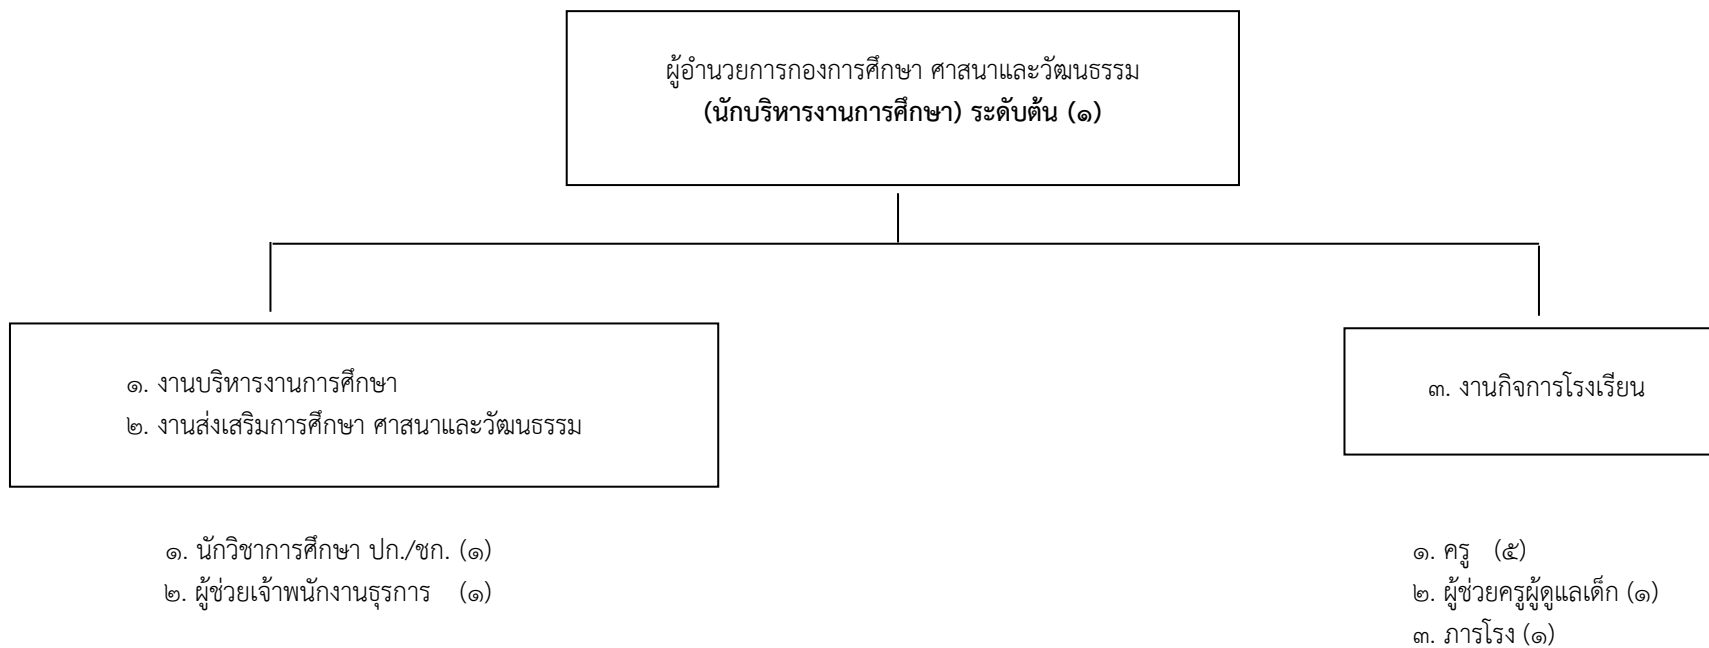 ผู้อำนวยการกองการศึกษา ศาสนาและวัฒนธรรม
(นักบริหารงานการศึกษา) ระดับต้น (๑)
๑. งานบริหารงานการศึกษา
๒. งานส่งเสริมการศึกษา ศาสนาและวัฒนธรรม
๓. งานกิจการโรงเรียน
๑. นักวิชาการศึกษา ปก./ชก. (๑)
๒. ผู้ช่วยเจ้าพนักงานธุรการ (๑)
๑. ครู (๕)
๒. ผู้ช่วยครูผู้ดูแลเด็ก (๑)
๓. ภารโรง (๑)